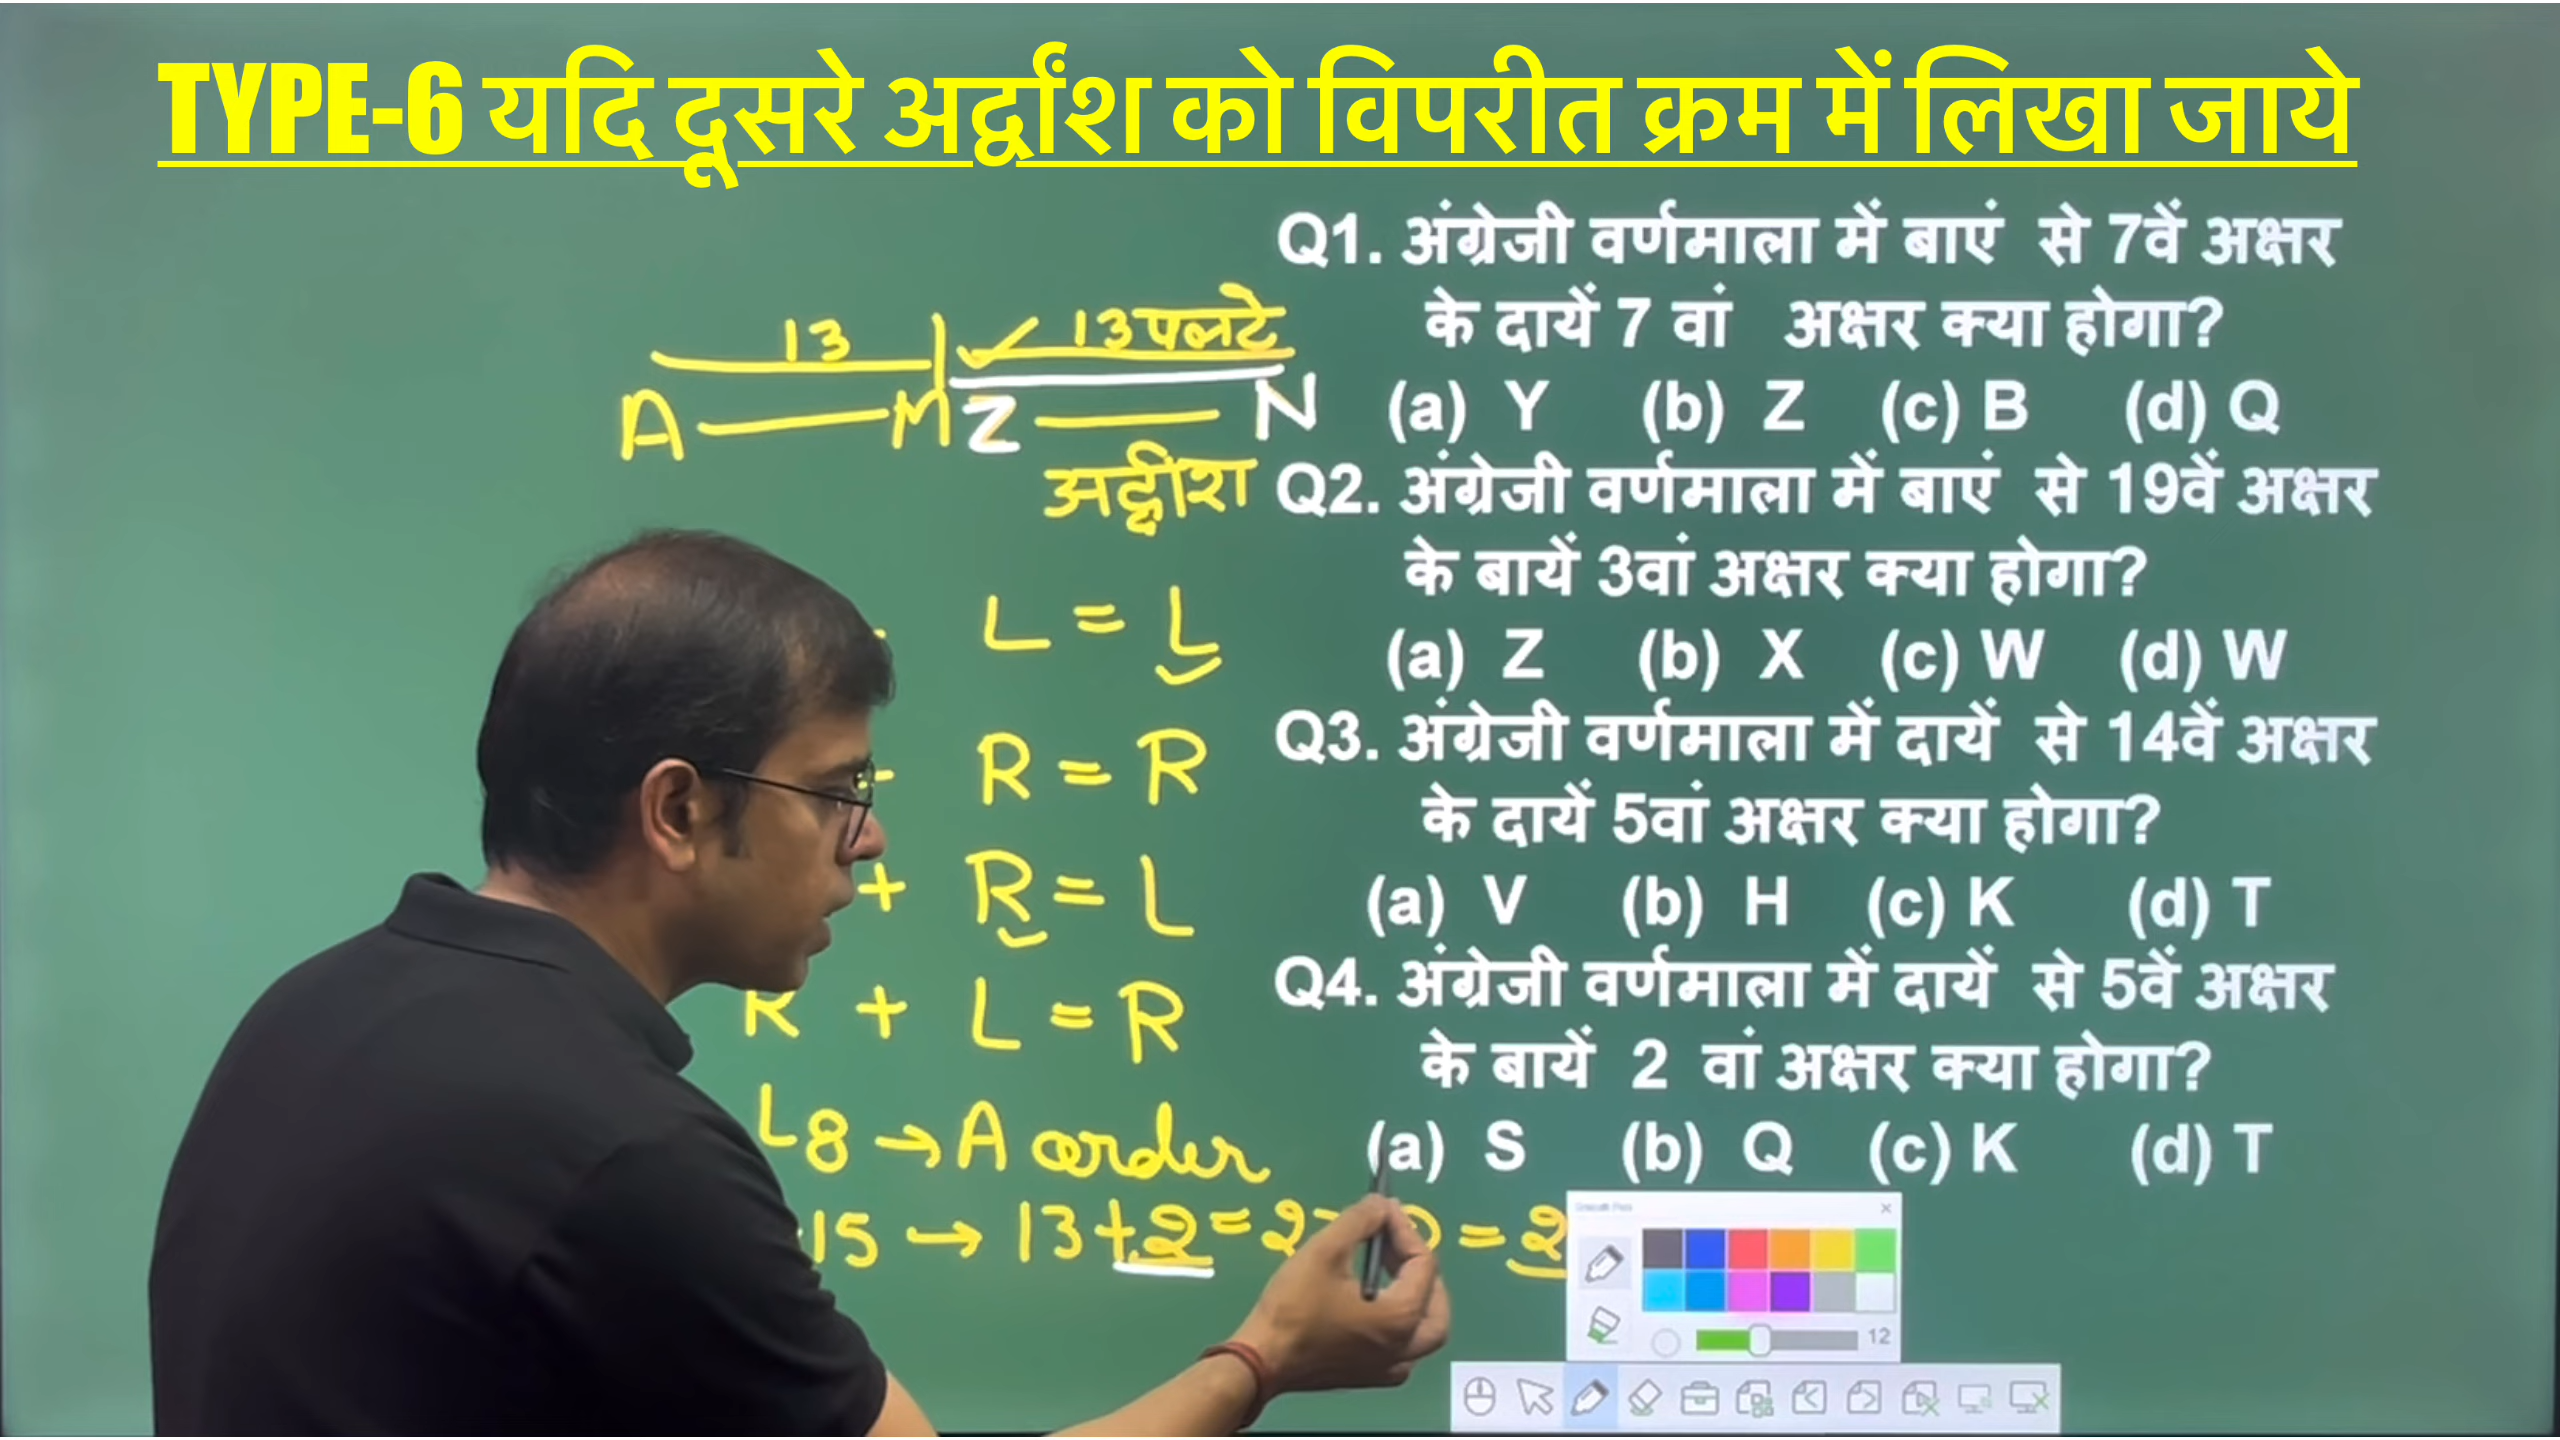 TYPE-6 यदि दूसरे अर्द्धांश को विपरीत क्रम में लिखा जाये
13 ✓ 13 पलटे
A — M Z — N
अर्द्धांश
L = L
R = R
+ R = L
R + L = R
L8 → A order
15 → 13+2 =
Q1. अंग्रेजी वर्णमाला में बाएं से 7वें अक्षर
के दायें 7 वां अक्षर क्या होगा?
(a) Y (b) Z (c) B (d) Q
Q2. अंग्रेजी वर्णमाला में बाएं से 19वें अक्षर
के बायें 3वां अक्षर क्या होगा?
(a) Z (b) X (c) W (d) W
Q3. अंग्रेजी वर्णमाला में दायें से 14वें अक्षर
के दायें 5वां अक्षर क्या होगा?
(a) V (b) H (c) K (d) T
Q4. अंग्रेजी वर्णमाला में दायें से 5वें अक्षर
के बायें 2 वां अक्षर क्या होगा?
(a) S (b) Q (c) K (d) T
12